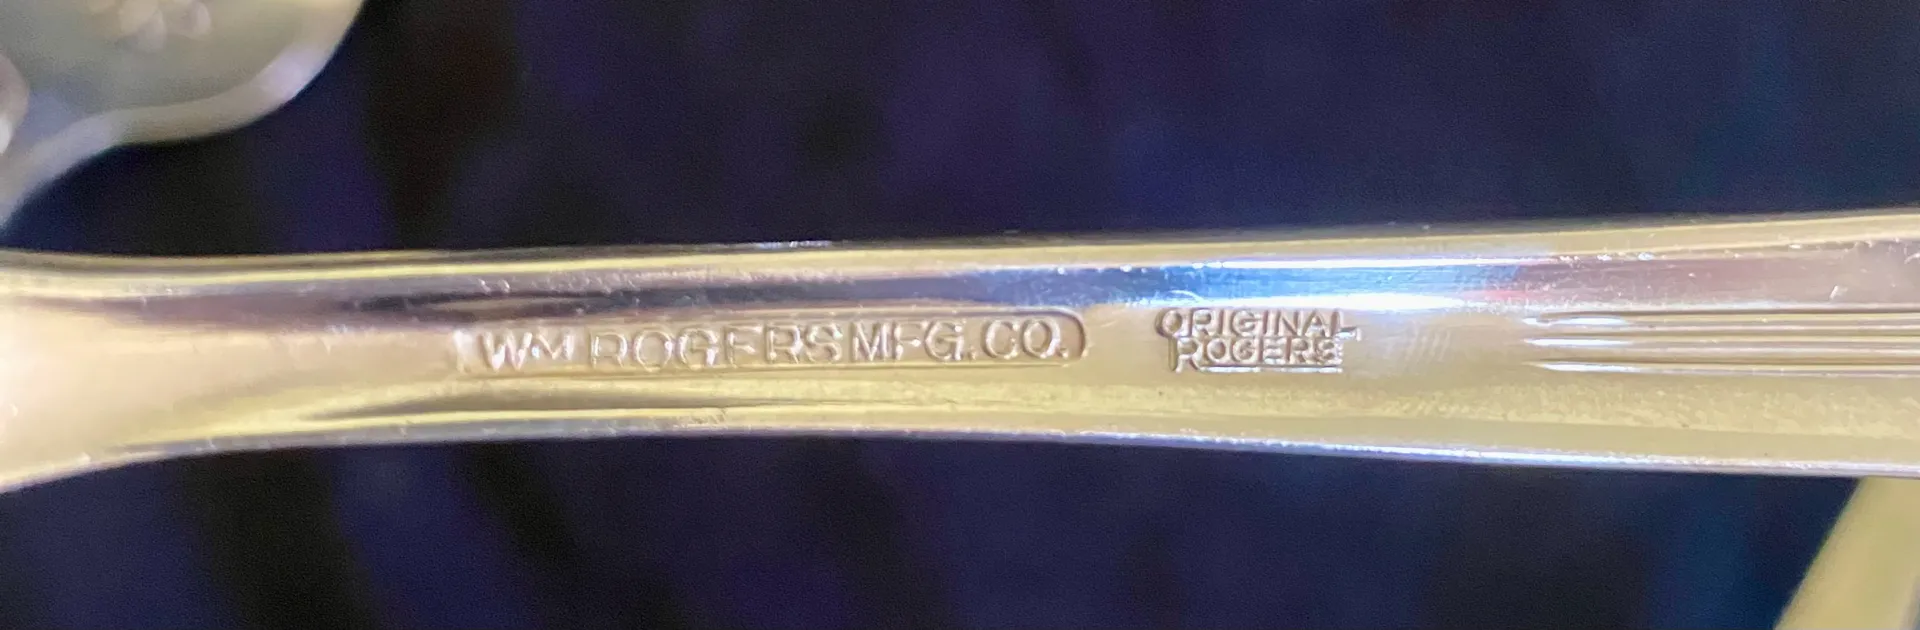 WM ROGERS MFG. CO.
ORIGINAL
ROGERS